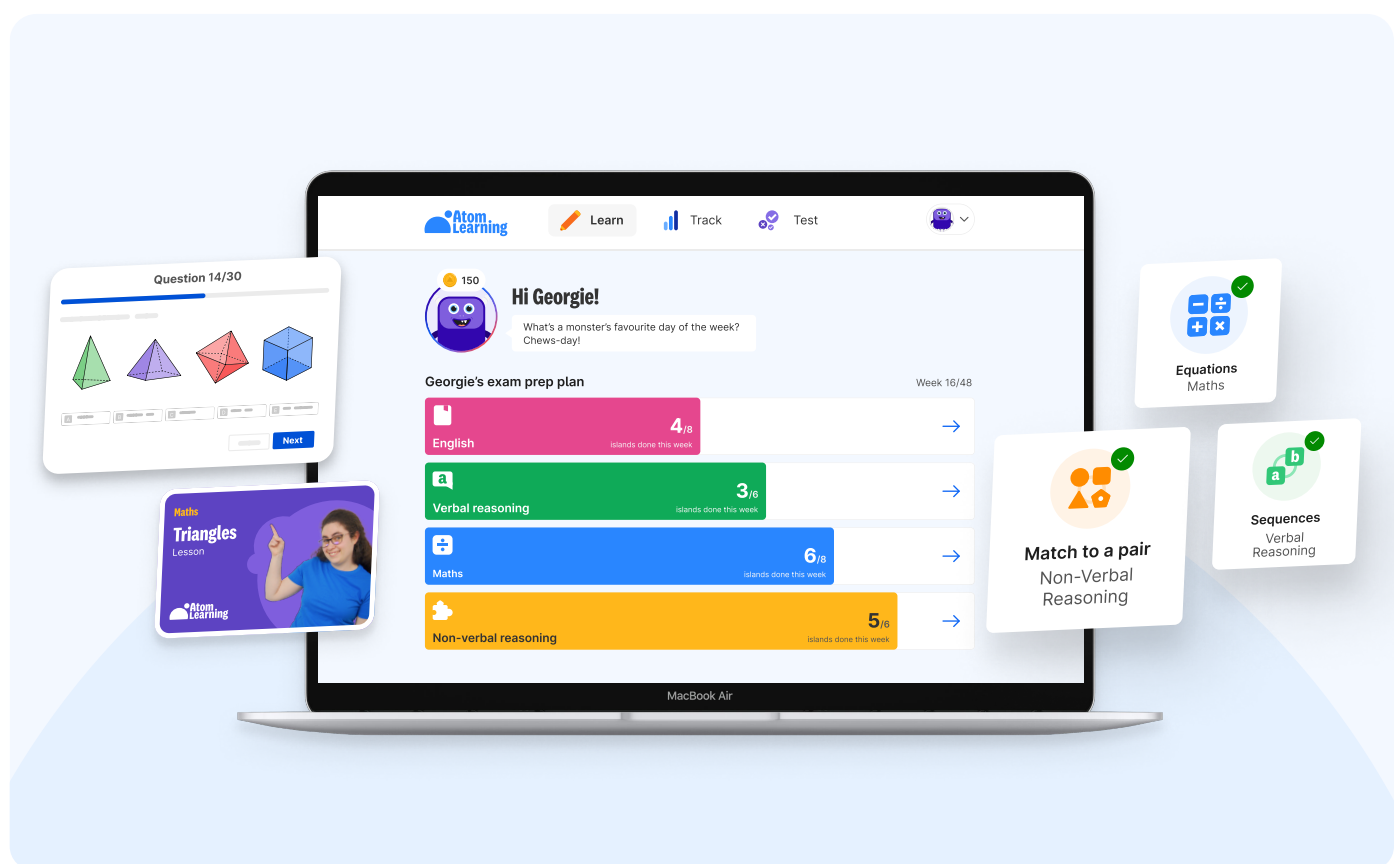 Atom
Learning
Learn
Track
Test
Question 14/30
Next
150
Hi Georgie!
What's a monster's favourite day of the week?
Chews-day!
Georgie's exam prep plan
Week 16/48
English
4/8
islands done this week
a
Verbal reasoning
3/6
islands done this week
Maths
6/8
islands done this week
Non-verbal reasoning
5/6
islands done this week
MacBook Air
Maths
Triangles
Lesson
Atom
Learning
Equations
Maths
Match to a pair
Non-Verbal
Reasoning
a b
Sequences
Verbal
Reasoning